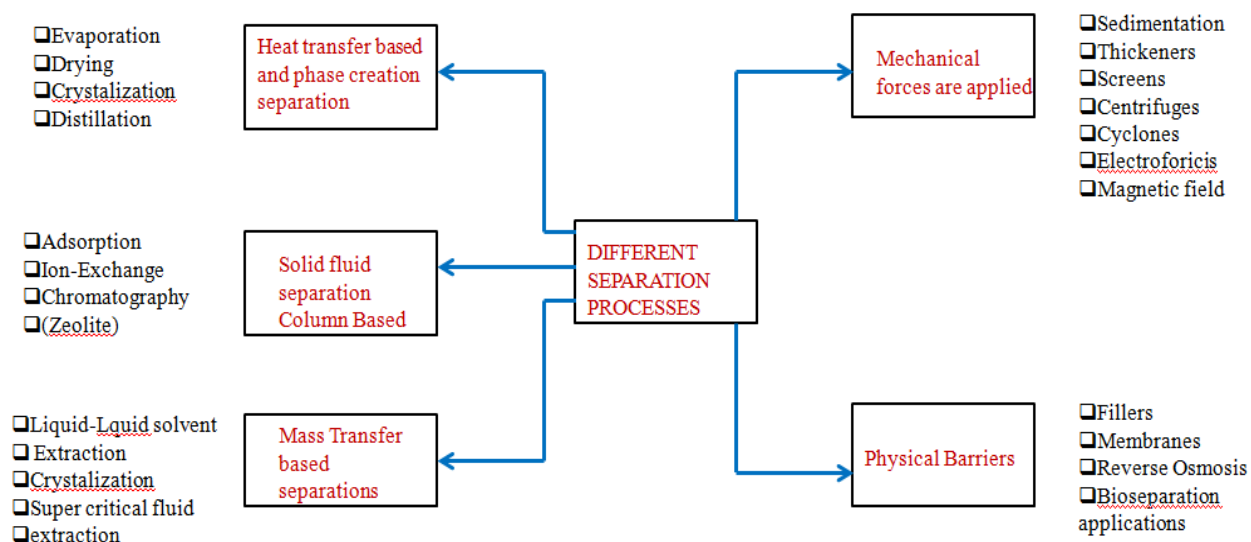 ❑Evaporation
❑Drying
❑Crystalization
❑Distillation
Heat transfer based
and phase creation
separation
Mechanical
forces are applied
❑Sedimentation
❑Thickeners
❑Screens
❑Centrifuges
❑Cyclones
❑Electroforicis
❑Magnetic field
❑Adsorption
❑Ion-Exchange
❑Chromatography
❑(Zeolite)
Solid fluid
separation
Column Based
DIFFERENT
SEPARATION
PROCESSES
❑Liquid-Lquid solvent
❑ Extraction
❑Crystalization
❑Super critical fluid
❑extraction
Mass Transfer
based
separations
Physical Barriers
❑Fillers
❑Membranes
❑Reverse Osmosis
❑Bioseparation
applications